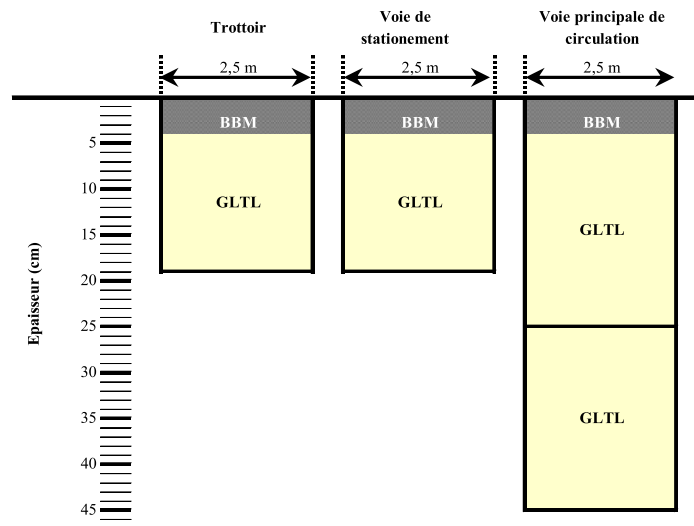 Trottoir
Voie de
stationement
Voie principale de
circulation
2,5 m
2,5 m
2,5 m
BBM
BBM
BBM
GLTL
GLTL
GLTL
GLTL
Epaisseur (cm)
5
10
15
20
25
30
35
40
45